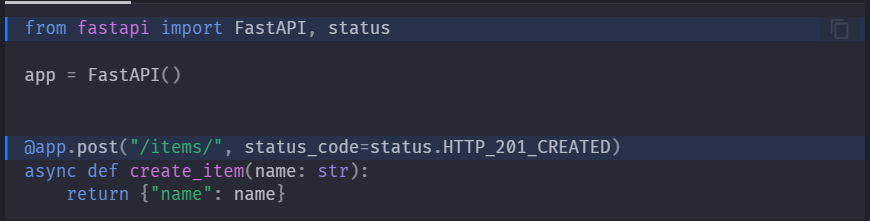 from fastapi import FastAPI, status
app = FastAPI()
@app.post("/items/", status_code=status.HTTP_201_CREATED)
async def create_item(name: str):
    return {"name": name}